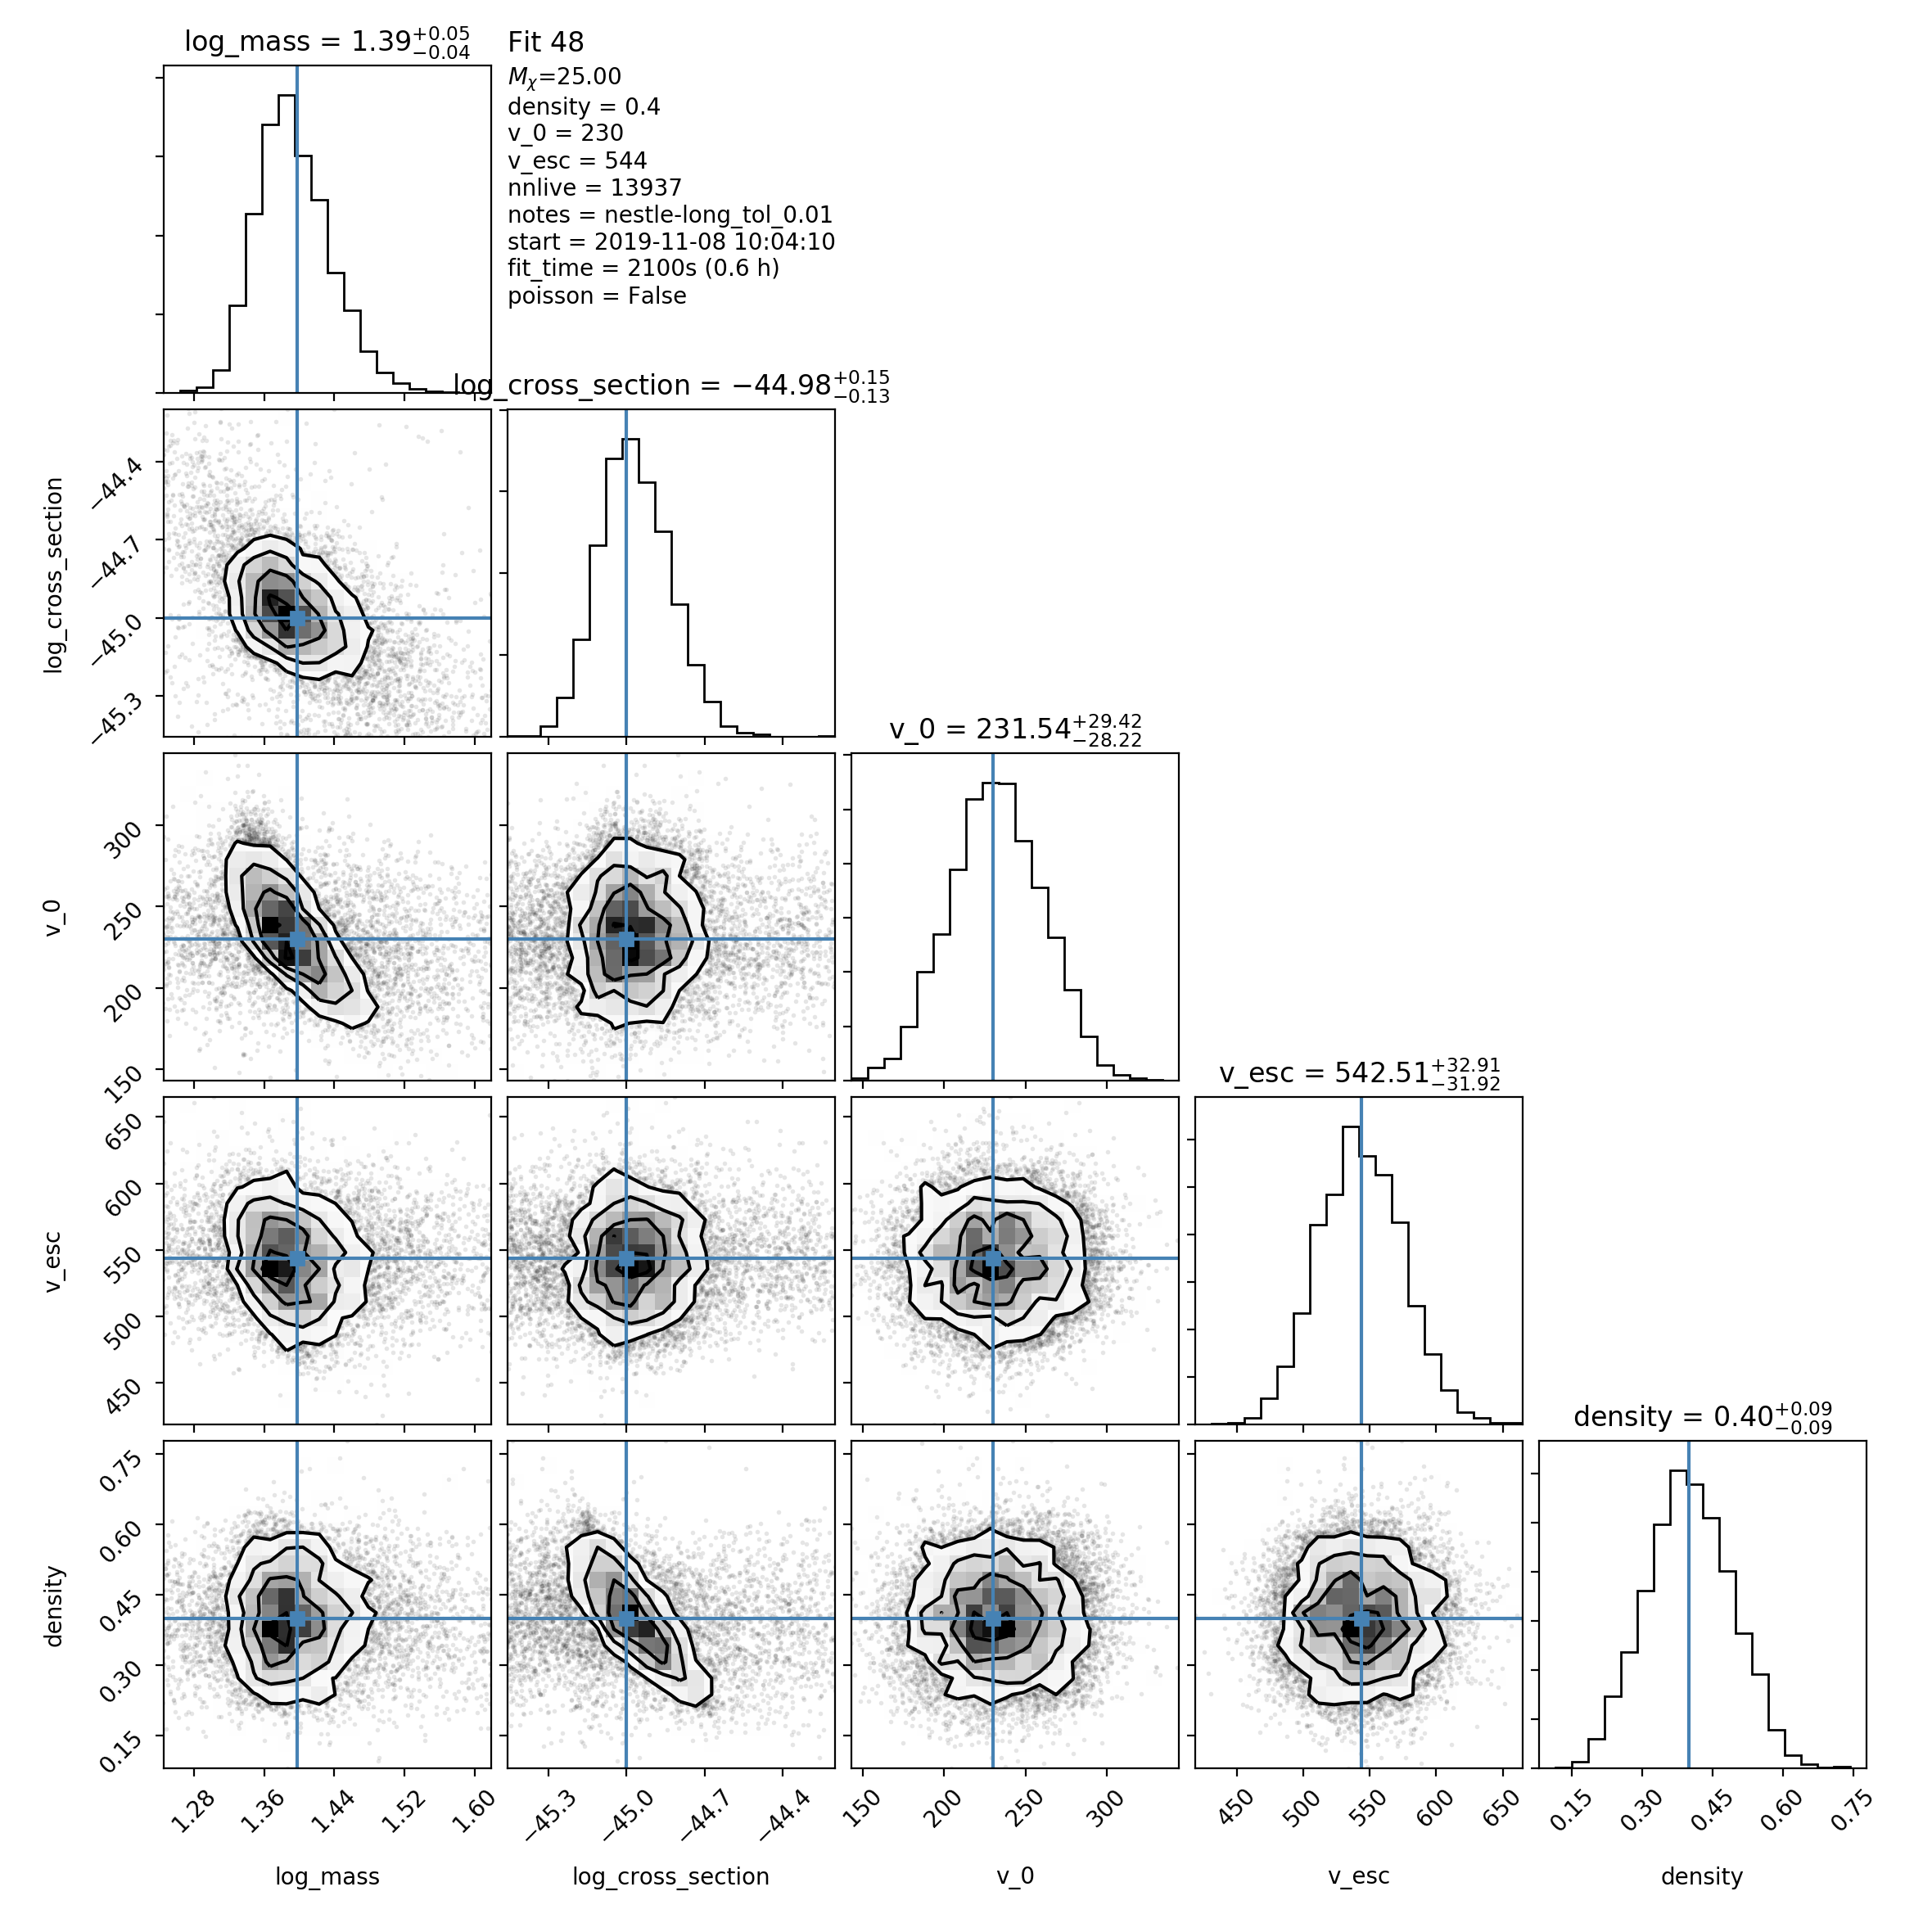 log_mass = 1.39+0.05−0.04
Fit 48
Mχ=25.00
density = 0.4
v_0 = 230
v_esc = 544
nnlive = 13937
notes = nestle-long_tol_0.01
start = 2019-11-08 10:04:10
fit_time = 2100s (0.6 h)
poisson = False
log_cross_section = −44.98+0.15−0.13
log_cross_section
−44.4
−44.7
−45.0
−45.3
v_0 = 231.54+29.42−28.22
v_0
300
250
200
150
v_esc = 542.51+32.91−31.92
v_esc
650
600
550
500
450
density = 0.40+0.09−0.09
density
0.75
0.60
0.45
0.30
0.15
1.28 1.36 1.44 1.52 1.60
−45.3 −45.0 −44.7 −44.4
150 200 250 300
450 500 550 600 650
0.15 0.30 0.45 0.60 0.75
log_mass
log_cross_section
v_0
v_esc
density